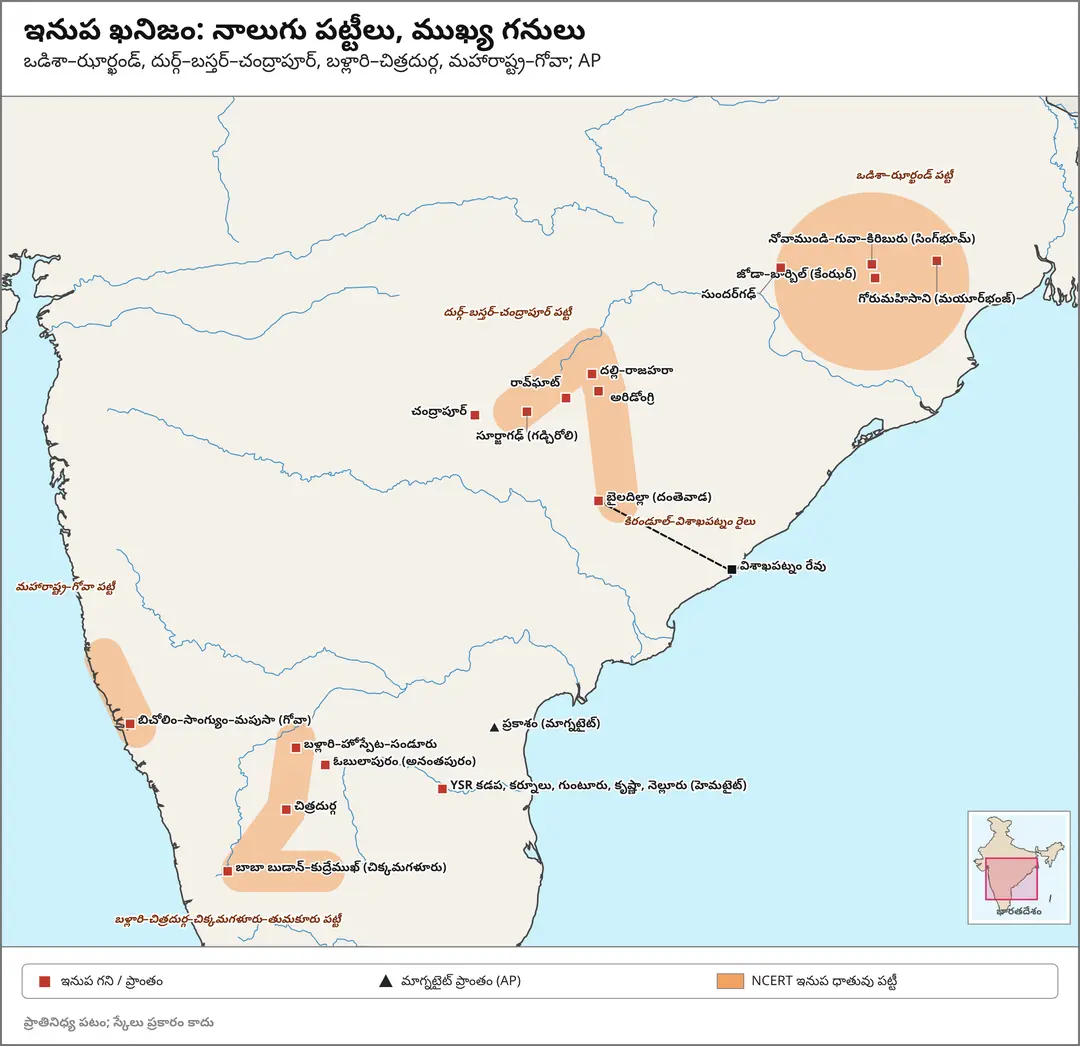 ఇనుప ఖనిజం: నాలుగు పట్టీలు, ముఖ్య గనులు
ఒడిశా–ఝార్ఖండ్, దుర్గ్–బస్తర్–చంద్రాపూర్, బళ్లారి–చిత్రదుర్గ, మహారాష్ట్ర–గోవా; AP
ఒడిశా–ఝార్ఖండ్ పట్టీ
నోవాముండి–గువా–కిరిబురు (సింగ్‌భూమ్)
జోడా–బార్బిల్ (కేంఝర్)
సుందర్‌గఢ్
గోరుమహిసాని (మయూర్‌భంజ్)
దుర్గ్–బస్తర్–చంద్రాపూర్ పట్టీ
దల్లి–రాజహరా
రావ్‌ఘాట్
అరిడోంగ్రి
చంద్రాపూర్
సూర్జాగఢ్ (గడ్చిరోలి)
బైలదిల్లా (దంతెవాడ)
కిరండూల్–విశాఖపట్నం రైలు
విశాఖపట్నం రేవు
మహారాష్ట్ర–గోవా పట్టీ
బిచోలిం–సాంగ్యుం–మపుసా (గోవా)
ప్రకాశం (మాగ్నటైట్)
బళ్లారి–హోస్పేట–సండూరు
ఓబులాపురం (అనంతపురం)
YSR కడప, కర్నూలు, గుంటూరు, కృష్ణా, నెల్లూరు (హెమటైట్)
చిత్రదుర్గ
బాబా బుడాన్–కుద్రేముఖ్ (చిక్కమగళూరు)
బళ్లారి–చిత్రదుర్గ–చిక్కమగళూరు–తుమకూరు పట్టీ
భారతదేశం
ఇనుప గని / ప్రాంతం
మాగ్నటైట్ ప్రాంతం (AP)
NCERT ఇనుప ధాతువు పట్టీ
ప్రాతినిధ్య పటం; స్కేలు ప్రకారం కాదు